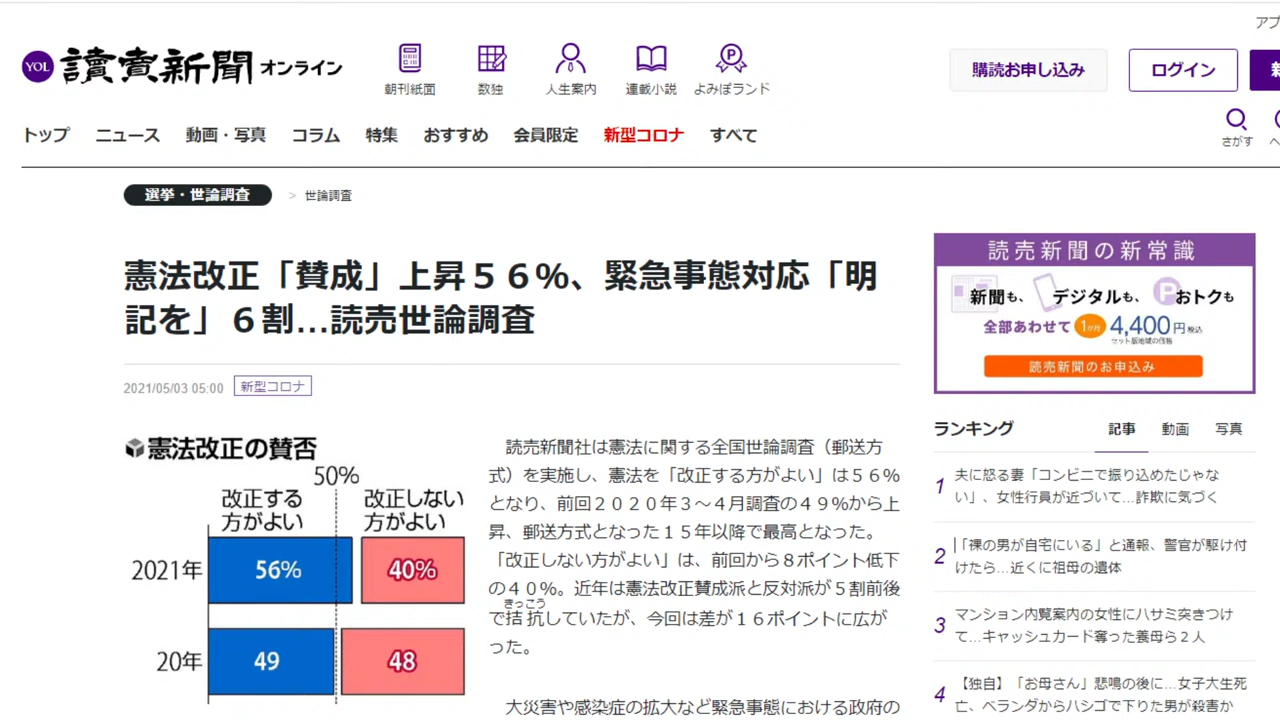 アプ
YOL 讀賣新聞 オンライン
朝刊紙面 数独 人生案内 連載小説 よみぽランド
購読お申し込み ログイン 新
トップ ニュース 動画・写真 コラム 特集 おすすめ 会員限定 新型コロナ すべて
さがす ヘ
選挙・世論調査 > 世論調査
憲法改正「賛成」上昇５６％、緊急事態対応「明
記を」６割…読売世論調査
2021/05/03 05:00 新型コロナ
憲法改正の賛否
50%
改正する 改正しない
方がよい 方がよい
2021年 56% 40%
20年 49 48
読売新聞社は憲法に関する全国世論調査（郵送方
式）を実施し、憲法を「改正する方がよい」は５６％
となり、前回２０２０年３～４月調査の４９％から上
昇、郵送方式となった１５年以降で最高となった。
「改正しない方がよい」は、前回から８ポイント低下
の４０％。近年は憲法改正賛成派と反対派が５割前後
きっこう
で拮抗していたが、今回は差が１６ポイントに広が
った。
大災害や感染症の拡大など緊急事態における政府の
読売新聞の新常識
新聞も、 デジタルも、 Pおトクも
全部あわせて 1か月 4,400円税込
セット版地域の価格
読売新聞のお申込み
ランキング 記事 動画 写真
1 夫に怒る妻「コンビニで振り込めたじゃな
い」、女性行員が近づいて…詐欺に気づく
2 「裸の男が自宅にいる」と通報、警官が駆け付
けたら…近くに祖母の遺体
3 マンション内覧案内の女性にハサミ突きつけ
て…キャッシュカード奪った義母ら２人
4 【独自】「お母さん」悲鳴の後に…女子大生死
亡、ベランダからハシゴで下りた男が殺害か